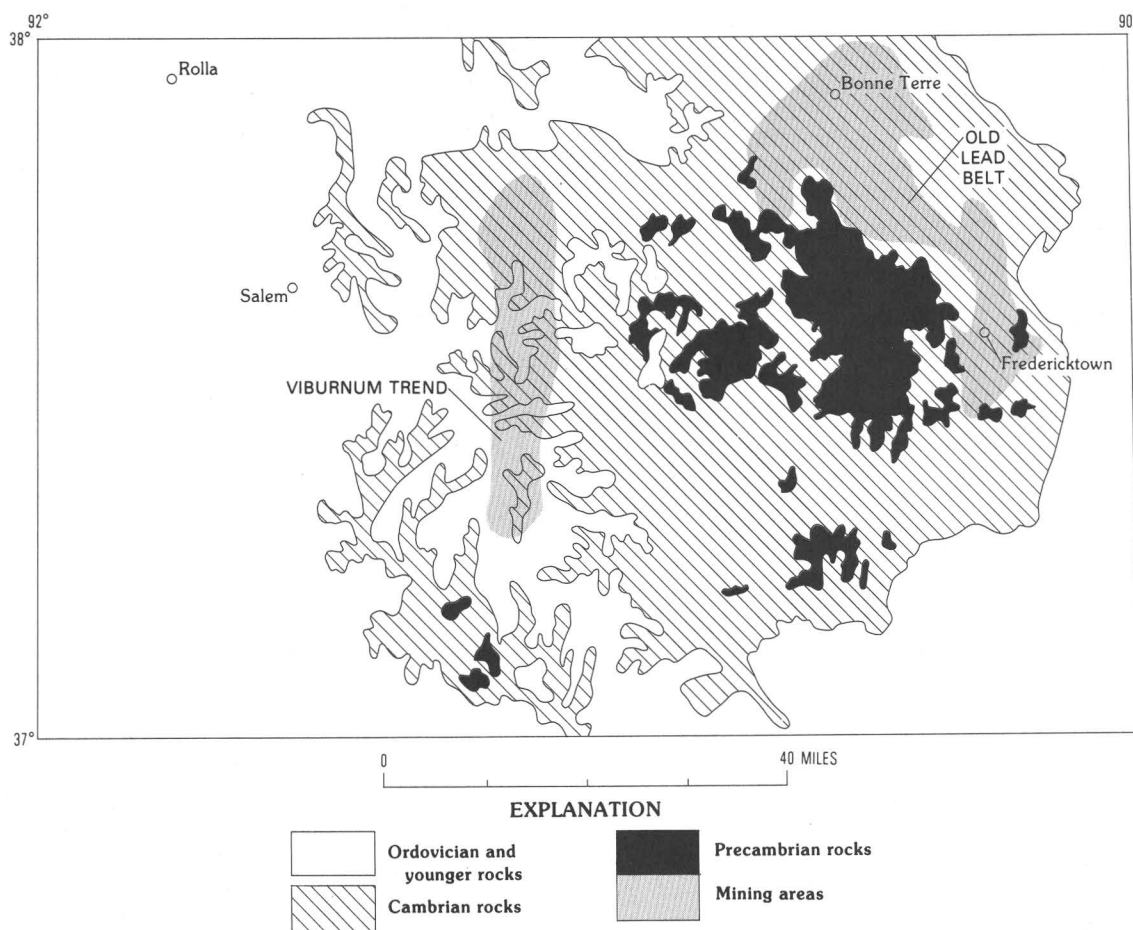 92°
90
38°
Rolla
Bonne Terre
OLD
LEAD
BELT
Salem
Fredericktown
VIBURNUM TREND
37°
0
40 MILES
EXPLANATION
Ordovician and
younger rocks
Precambrian rocks
Cambrian rocks
Mining areas